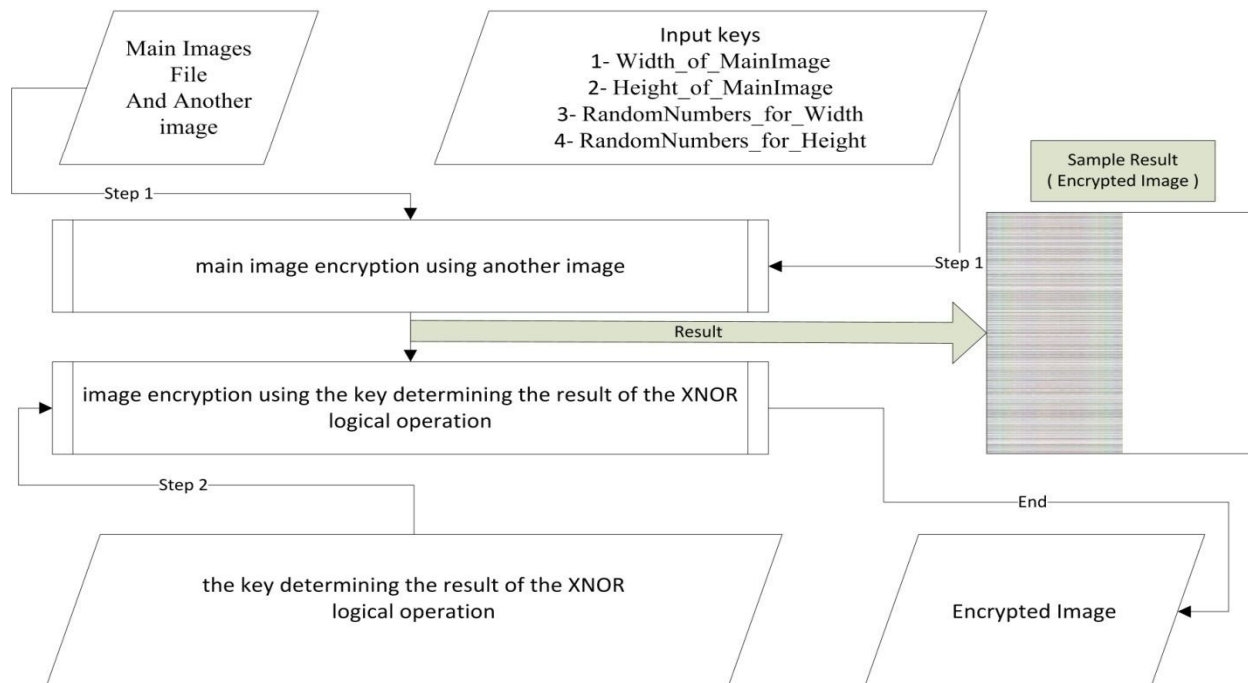 Main Images
File
And Another
image
Input keys
1- Width_of_MainImage
2- Height_of_MainImage
3- RandomNumbers_for_Width
4- RandomNumbers_for_Height
Sample Result
( Encrypted Image )
Step 1
main image encryption using another image
Step 1
Result
image encryption using the key determining the result of the XNOR
logical operation
Step 2
End
the key determining the result of the XNOR
logical operation
Encrypted Image